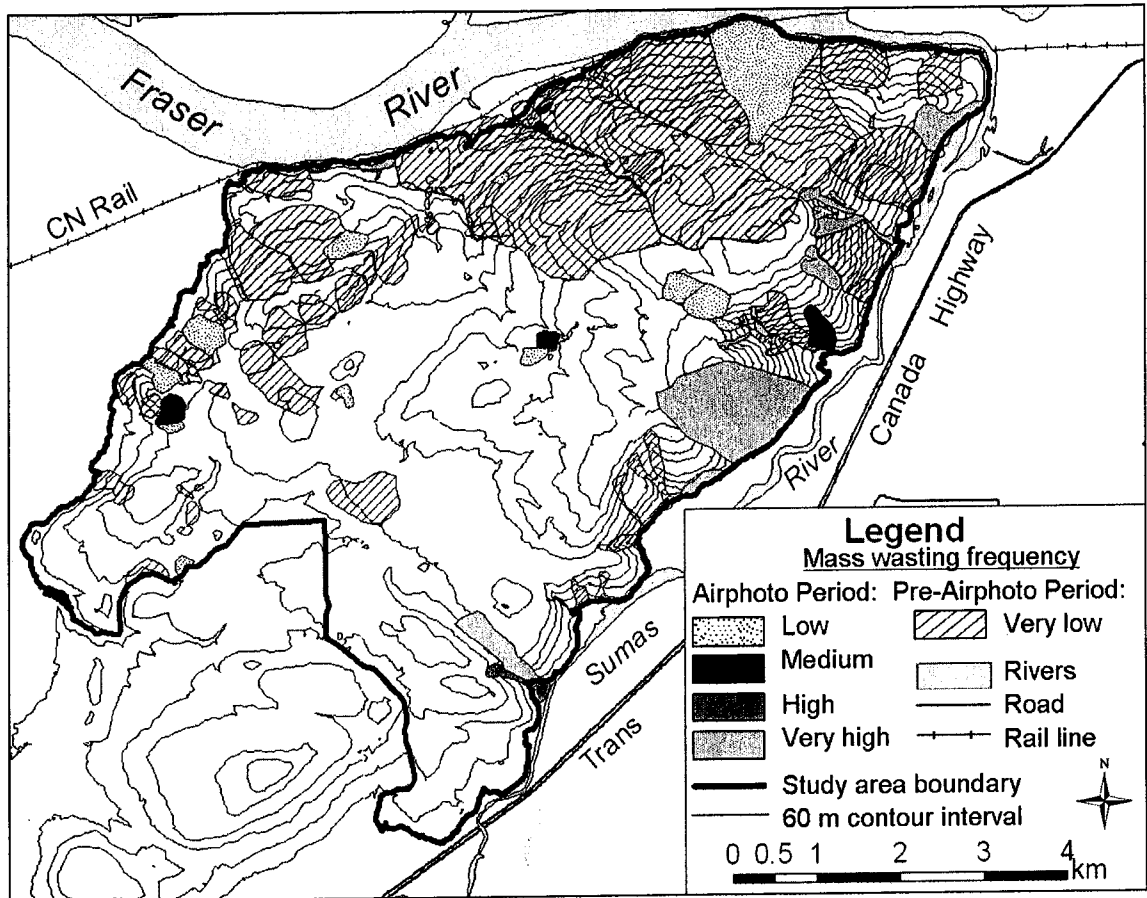 Fraser River
CN Rail
Trans Canada Highway
Sumas River
Legend
Mass wasting frequency
Airphoto Period: Pre-Airphoto Period:
Low
Very low
Medium
Rivers
High
Road
Very high
Rail line
Study area boundary
60 m contour interval
N
0 0.5 1 2 3 4
km